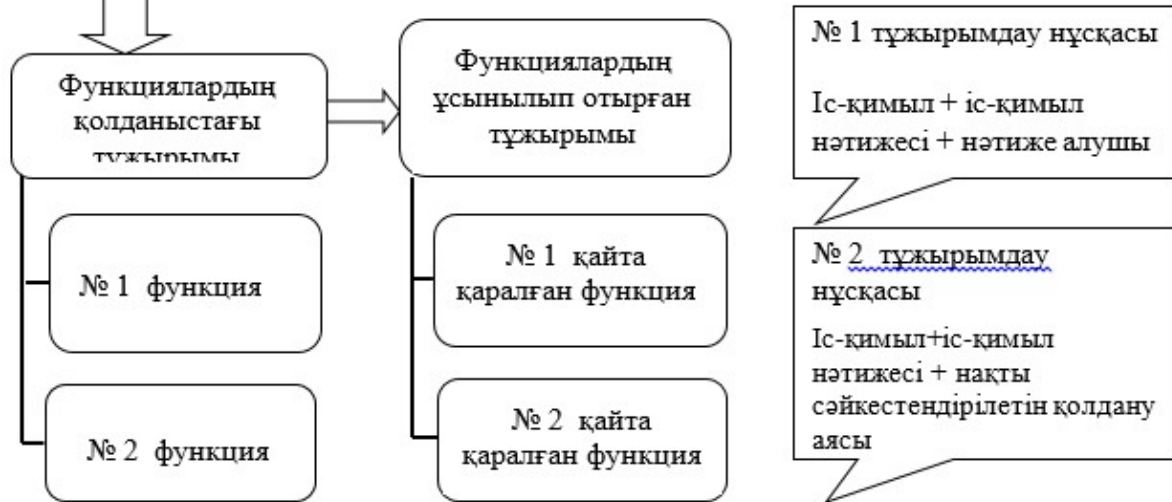 Функциялардың
қолданыстағы
тұжырымы
№ 1 функция
№ 2 функция
Функциялардың
ұсынылып отырған
тұжырымы
№ 1 қайта
қаралған функция
№ 2 қайта
қаралған функция
№ 1 тұжырымдау нұсқасы
Іс-қимыл + іс-қимыл
нәтижесі + нәтиже алушы
№ 2 тұжырымдау
нұсқасы
Іс-қимыл+іс-қимыл
нәтижесі + нақты
сәйкестендірілетін қолдану
аясы